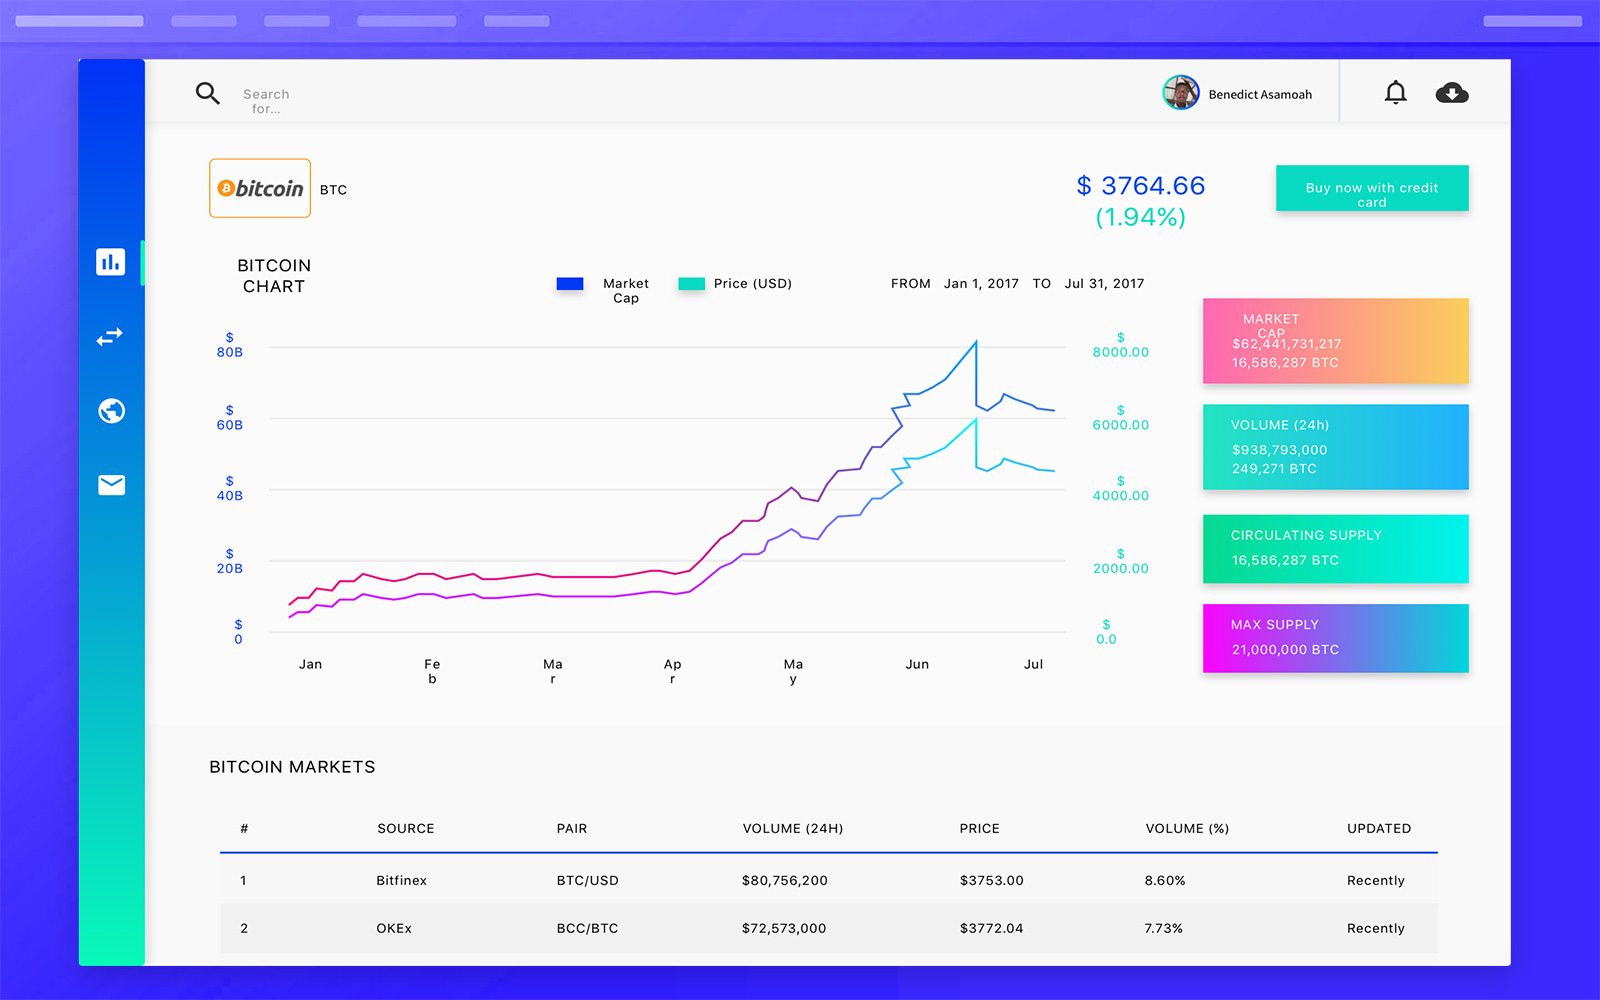 Search
for...
Benedict Asamoah
bitcoin
BTC
$ 3764.66
(1.94%)
Buy now with credit
card
BITCOIN
CHART
Market
Cap
Price (USD)
FROM Jan 1, 2017 TO Jul 31, 2017
$
80B
$
60B
$
40B
$
20B
$
0
$
8000.00
$
6000.00
$
4000.00
$
2000.00
$
0.0
Jan
Fe
b
Ma
r
Ap
r
Ma
y
Jun
Jul
MARKET
CAP
$62,441,731,217
16,586,287 BTC
VOLUME (24h)
$938,793,000
249,271 BTC
CIRCULATING SUPPLY
16,586,287 BTC
MAX SUPPLY
21,000,000 BTC
BITCOIN MARKETS
# SOURCE PAIR VOLUME (24H) PRICE VOLUME (%) UPDATED
1 Bitfinex BTC/USD $80,756,200 $3753.00 8.60% Recently
2 OKEx BCC/BTC $72,573,000 $3772.04 7.73% Recently